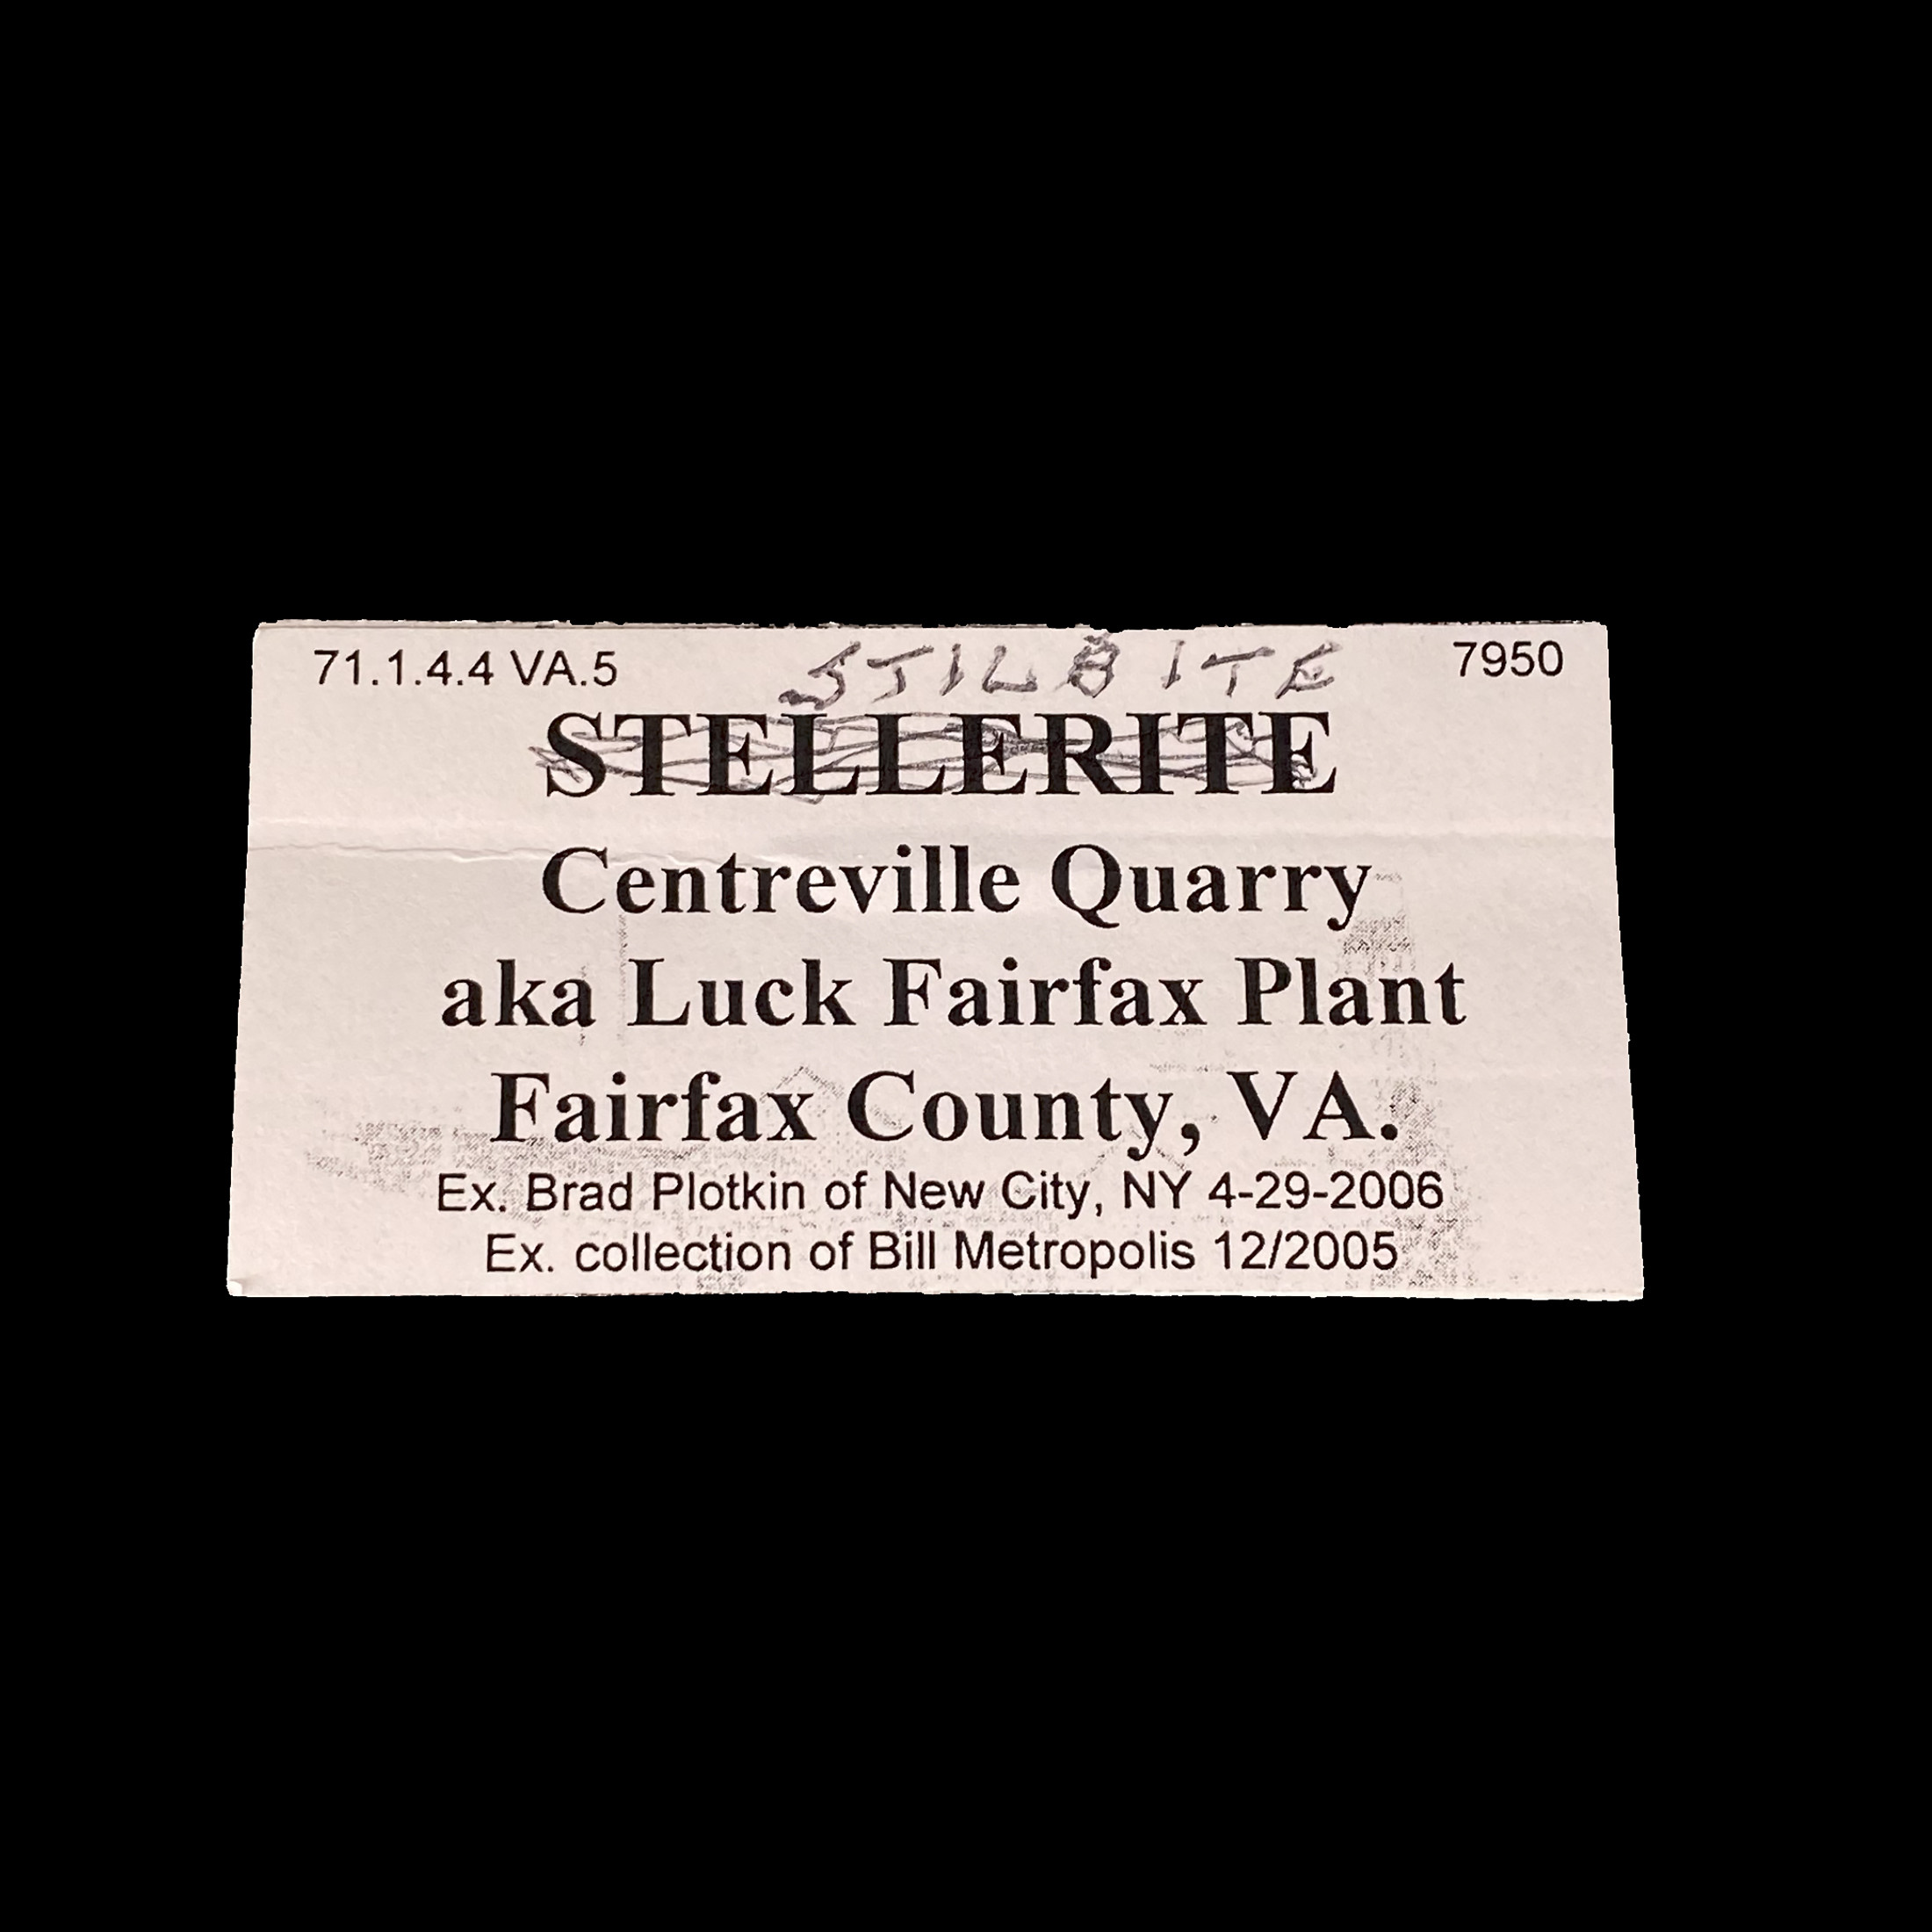 71.1.4.4 VA.5 STILBITE 7950
STELLERITE
Centreville Quarry
aka Luck Fairfax Plant
Fairfax County, VA.
Ex. Brad Plotkin of New City, NY 4-29-2006
Ex. collection of Bill Metropolis 12/2005